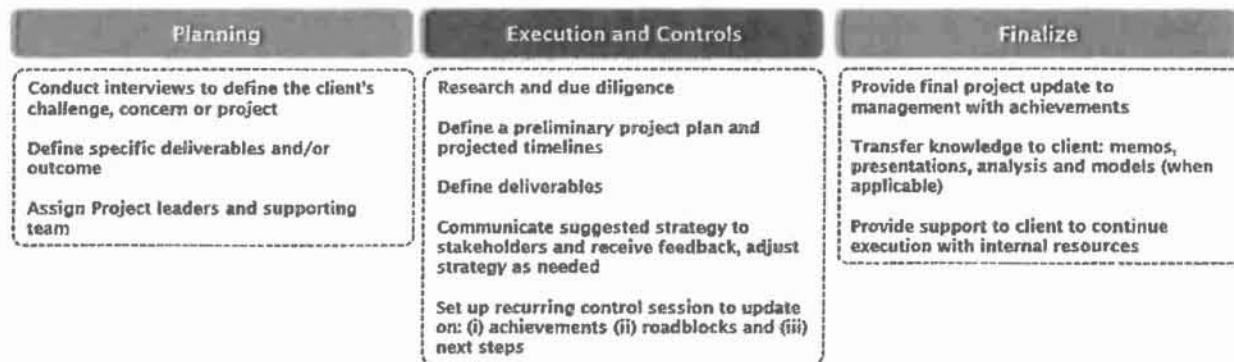 Planning
Conduct interviews to define the client's
challenge, concern or project
Define specific deliverables and/or
outcome
Assign Project leaders and supporting
team
Execution and Controls
Research and due diligence
Define a preliminary project plan and
projected timelines
Define deliverables
Communicate suggested strategy to
stakeholders and receive feedback, adjust
strategy as needed
Set up recurring control session to update
on: (i) achievements (ii) roadblocks and (iii)
next steps
Finalize
Provide final project update to
management with achievements
Transfer knowledge to client: memos,
presentations, analysis and models (when
applicable)
Provide support to client to continue
execution with internal resources